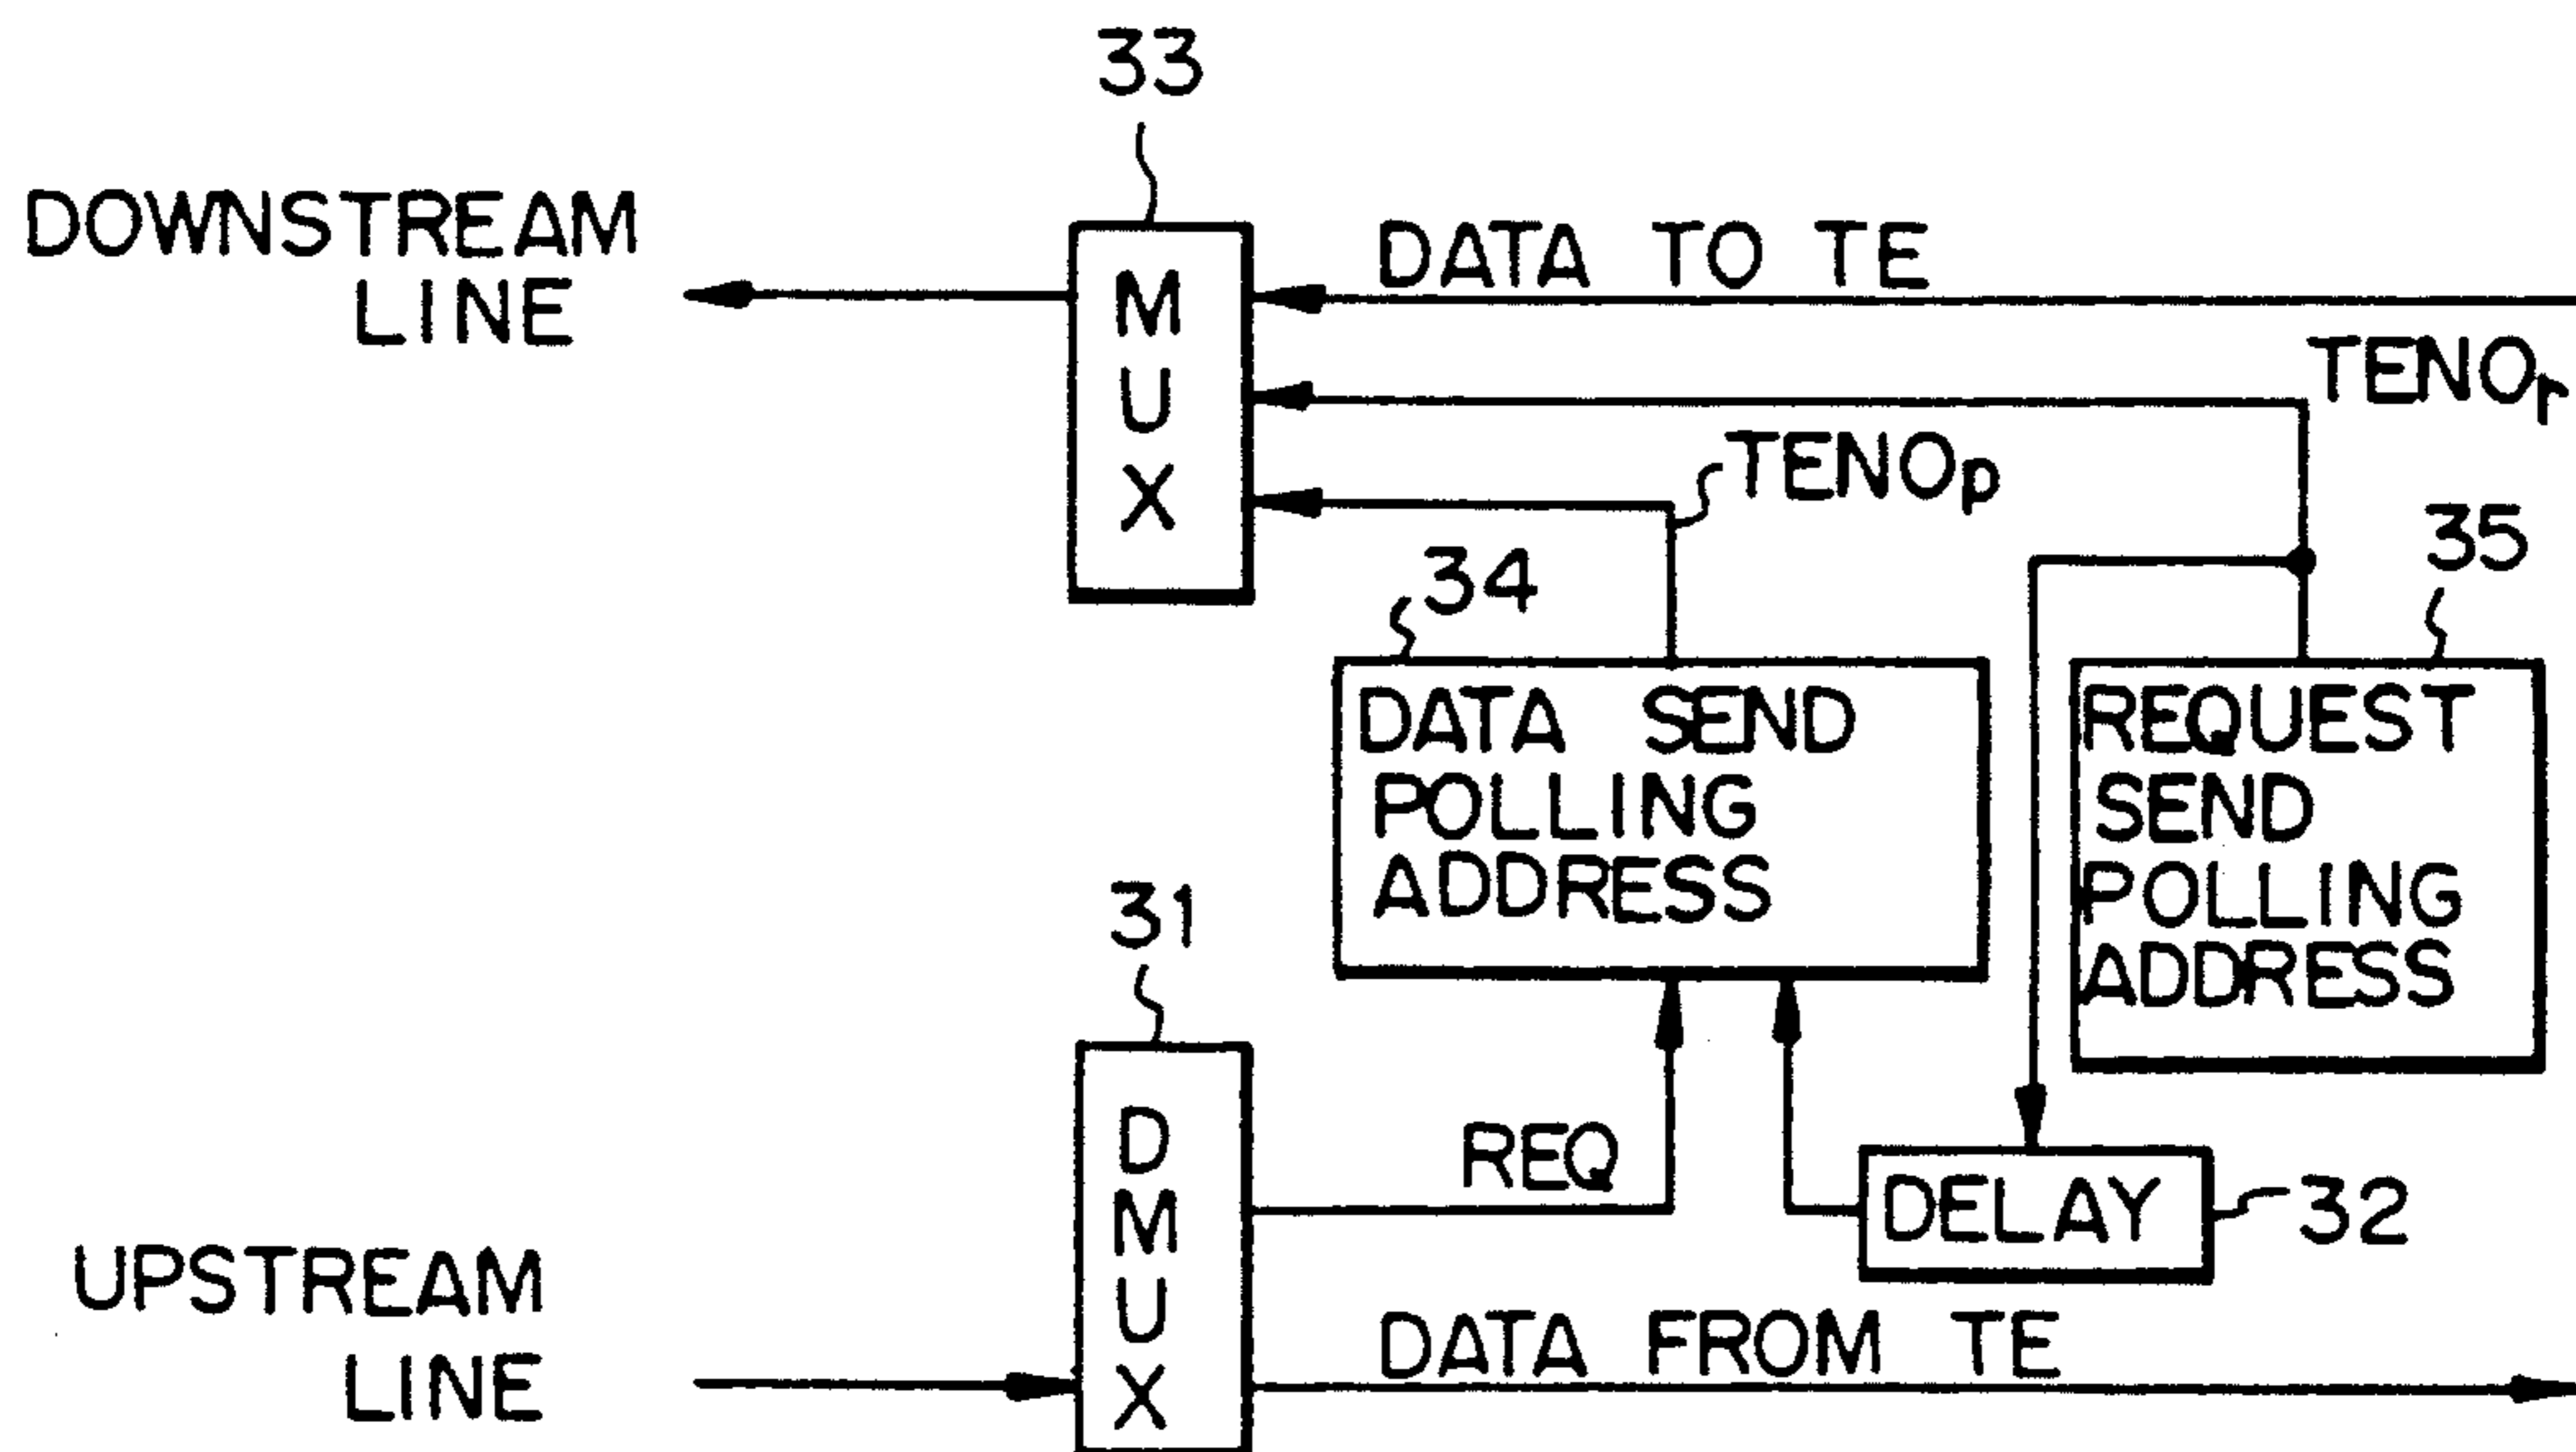 33
DOWNSTREAM
LINE
M
U
X
DATA TO TE
TENOr
TENOp
34
35
DATA SEND
POLLING
ADDRESS
REQUEST
SEND
POLLING
ADDRESS
31
D
M
U
X
REQ
DELAY
32
UPSTREAM
LINE
DATA FROM TE